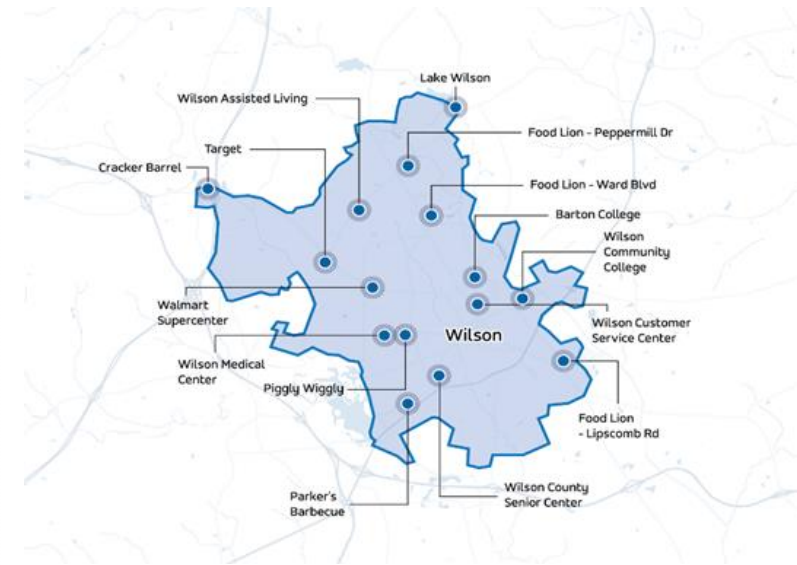 Lake Wilson
Wilson Assisted Living
Food Lion - Peppermill Dr
Target
Cracker Barrel
Food Lion - Ward Blvd
Barton College
Wilson
Community
College
Walmart
Supercenter
Wilson Customer
Service Center
Wilson
Wilson Medical
Center
Piggly Wiggly
Food Lion
- Lipscomb Rd
Parker's
Barbecue
Wilson County
Senior Center